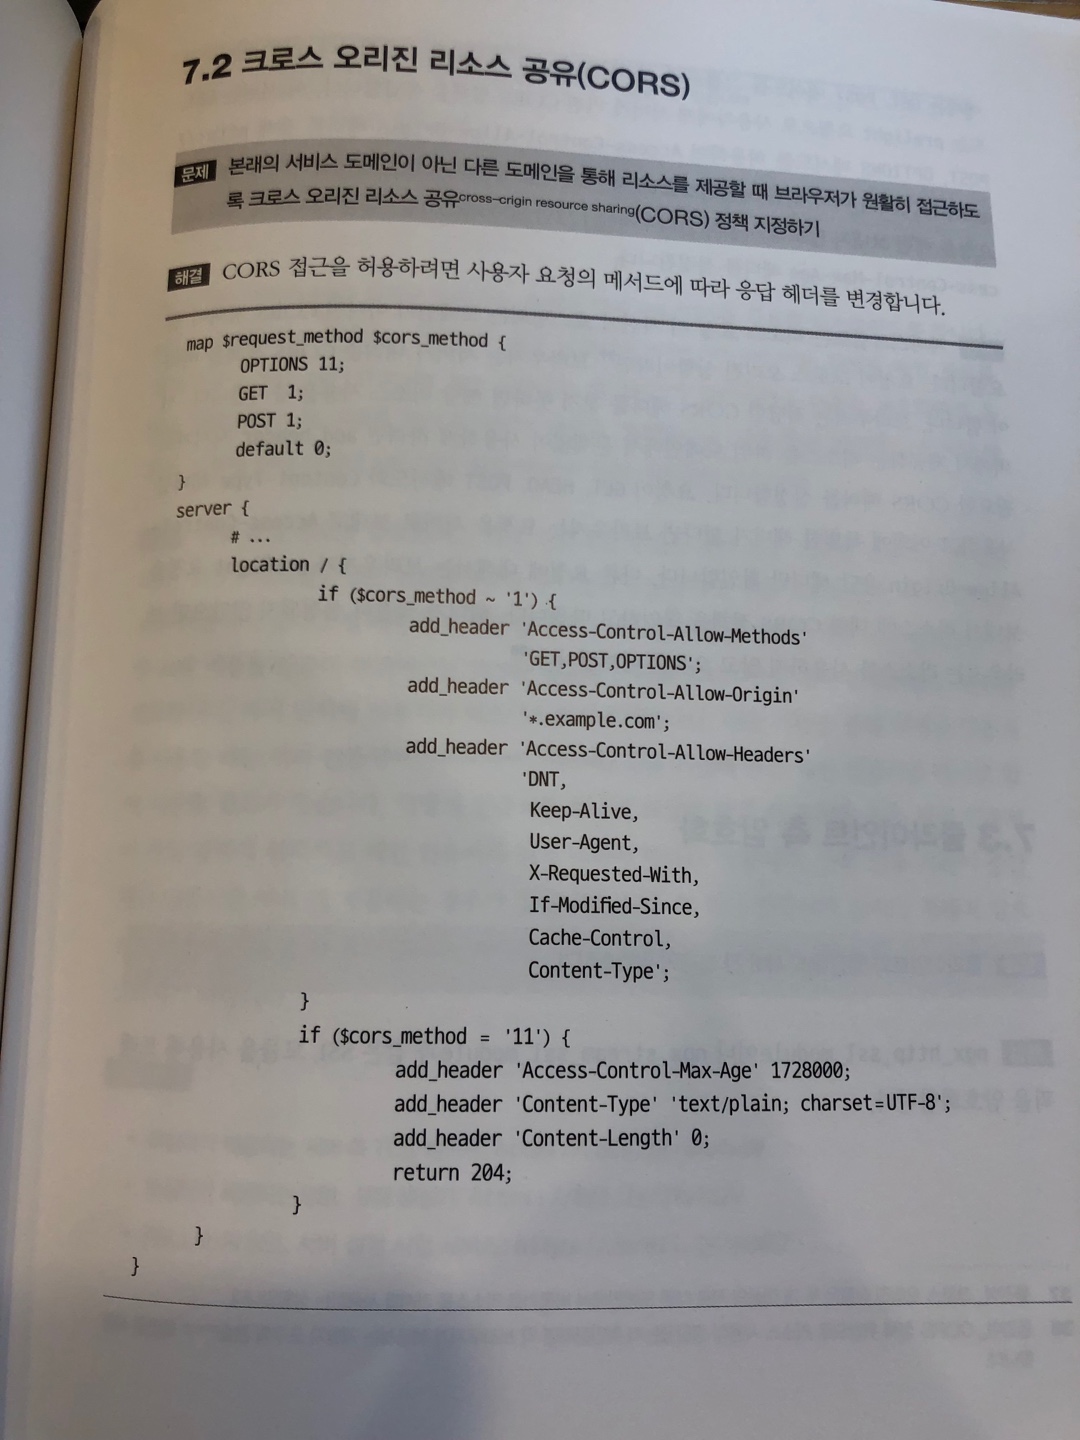 7.2 크로스 오리진 리소스 공유(CORS)
문제 본래의 서비스 도메인이 아닌 다른 도메인을 통해 리소스를 제공할 때 브라우저가 원활히 접근하도
록 크로스 오리진 리소스 공유cross-crigin resource sharing(CORS) 정책 지정하기
해결 CORS 접근을 허용하려면 사용자 요청의 메서드에 따라 응답 헤더를 변경합니다.
map $request_method $cors_method {
OPTIONS 11;
GET 1;
POST 1;
default 0;
}
server {
# ...
location / {
if ($cors_method ~ '1') {
add_header 'Access-Control-Allow-Methods'
'GET,POST,OPTIONS';
add_header 'Access-Control-Allow-Origin'
'*.example.com';
add_header 'Access-Control-Allow-Headers'
'DNT,
Keep-Alive,
User-Agent,
X-Requested-With,
If-Modified-Since,
Cache-Control,
Content-Type';
}
if ($cors_method = '11') {
add_header 'Access-Control-Max-Age' 1728000;
add_header 'Content-Type' 'text/plain; charset=UTF-8';
add_header 'Content-Length' 0;
return 204;
}
}
}